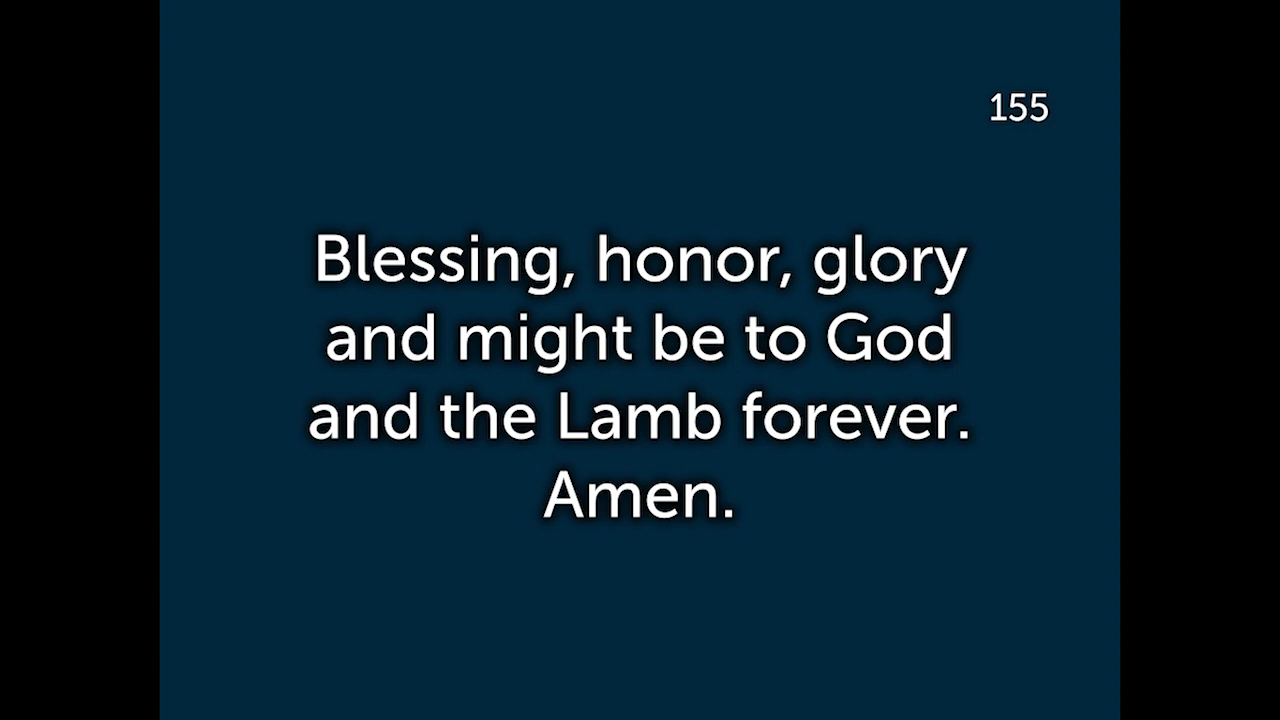 155
Blessing, honor, glory
and might be to God
and the Lamb forever.
Amen.